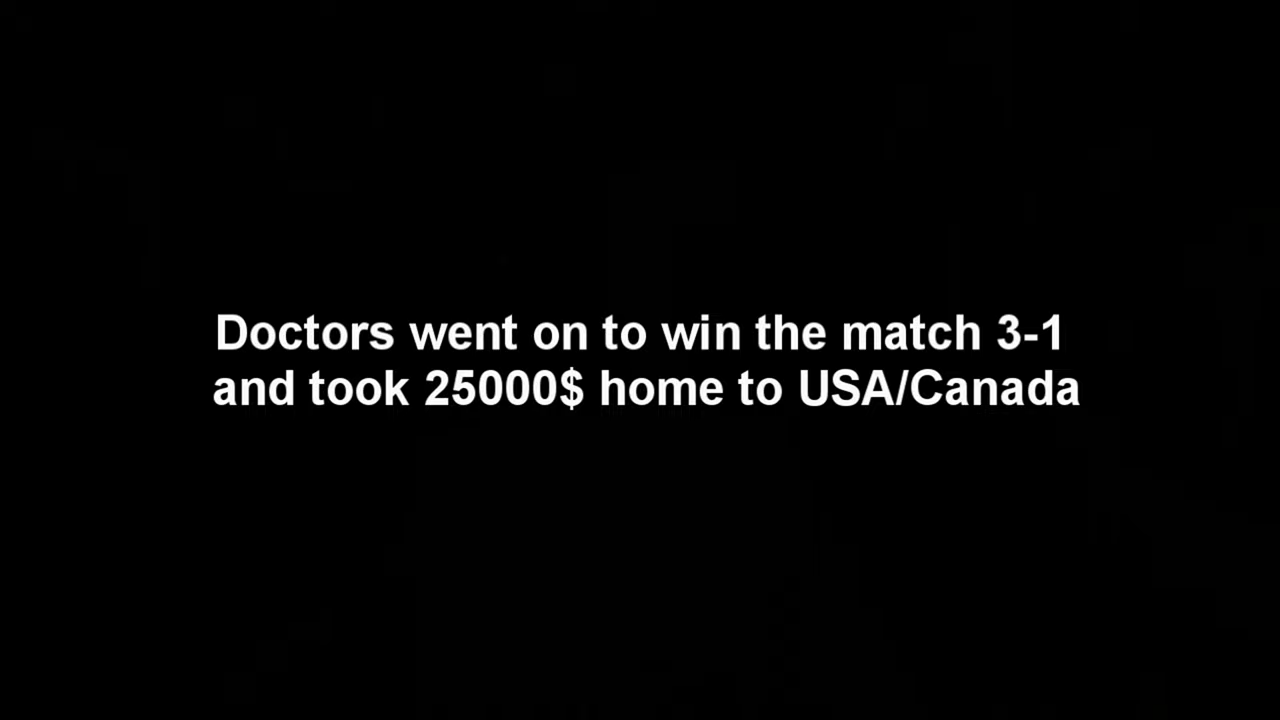 Doctors went on to win the match 3-1
and took 25000$ home to USA/Canada